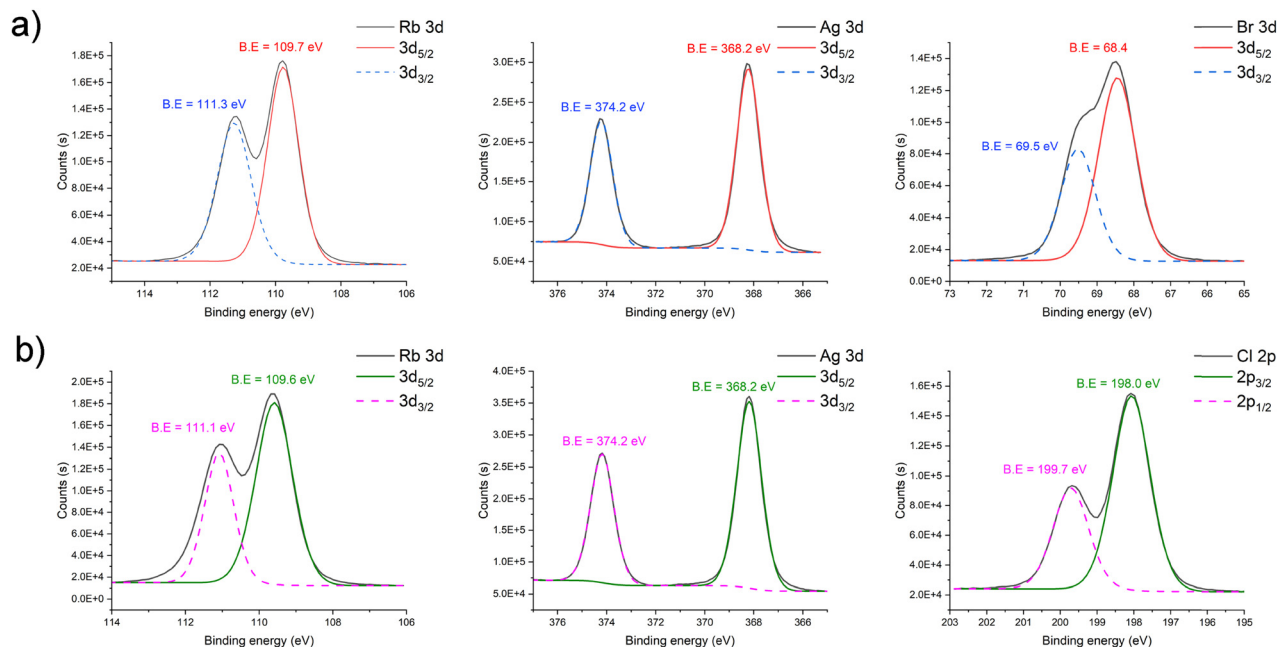 a)
Rb 3d
3d5/2
3d3/2
B.E = 109.7 eV
B.E = 111.3 eV
Counts (s)
1.8E+5
1.6E+5
1.4E+5
1.2E+5
1.0E+5
8.0E+4
6.0E+4
4.0E+4
2.0E+4
114 112 110 108 106
Binding energy (eV)
Ag 3d
3d5/2
3d3/2
B.E = 368.2 eV
B.E = 374.2 eV
Counts (s)
3.0E+5
2.5E+5
2.0E+5
1.5E+5
1.0E+5
5.0E+4
376 374 372 370 368 366
Binding energy (eV)
Br 3d
3d5/2
3d3/2
B.E = 68.4
B.E = 69.5 eV
Counts (s)
1.4E+5
1.2E+5
1.0E+5
8.0E+4
6.0E+4
4.0E+4
2.0E+4
0.0E+0
73 72 71 70 69 68 67 66 65
Binding energy (eV)
b)
Rb 3d
3d5/2
3d3/2
B.E = 109.6 eV
B.E = 111.1 eV
Counts (s)
2.0E+5
1.8E+5
1.6E+5
1.4E+5
1.2E+5
1.0E+5
8.0E+4
6.0E+4
4.0E+4
2.0E+4
0.0E+0
114 112 110 108 106
Binding energy (eV)
Ag 3d
3d5/2
3d3/2
B.E = 368.2 eV
B.E = 374.2 eV
Counts (s)
3.5E+5
3.0E+5
2.5E+5
2.0E+5
1.5E+5
1.0E+5
5.0E+4
376 374 372 370 368 366
Binding energy (eV)
Cl 2p
2p3/2
2p1/2
B.E = 198.0 eV
B.E = 199.7 eV
Counts (s)
1.6E+5
1.4E+5
1.2E+5
1.0E+5
8.0E+4
6.0E+4
4.0E+4
2.0E+4
203 202 201 200 199 198 197 196 195
Binding energy (eV)